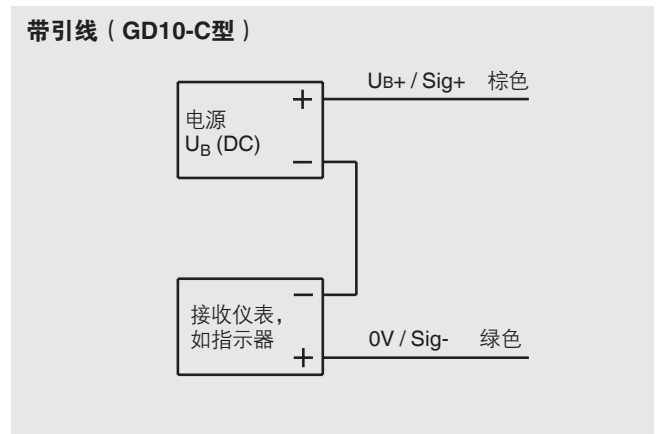 带引线（GD10-C型）
UB+ / Sig+ 棕色
+
电源
UB (DC)
−
−
接收仪表，
如指示器
+
0V / Sig- 绿色